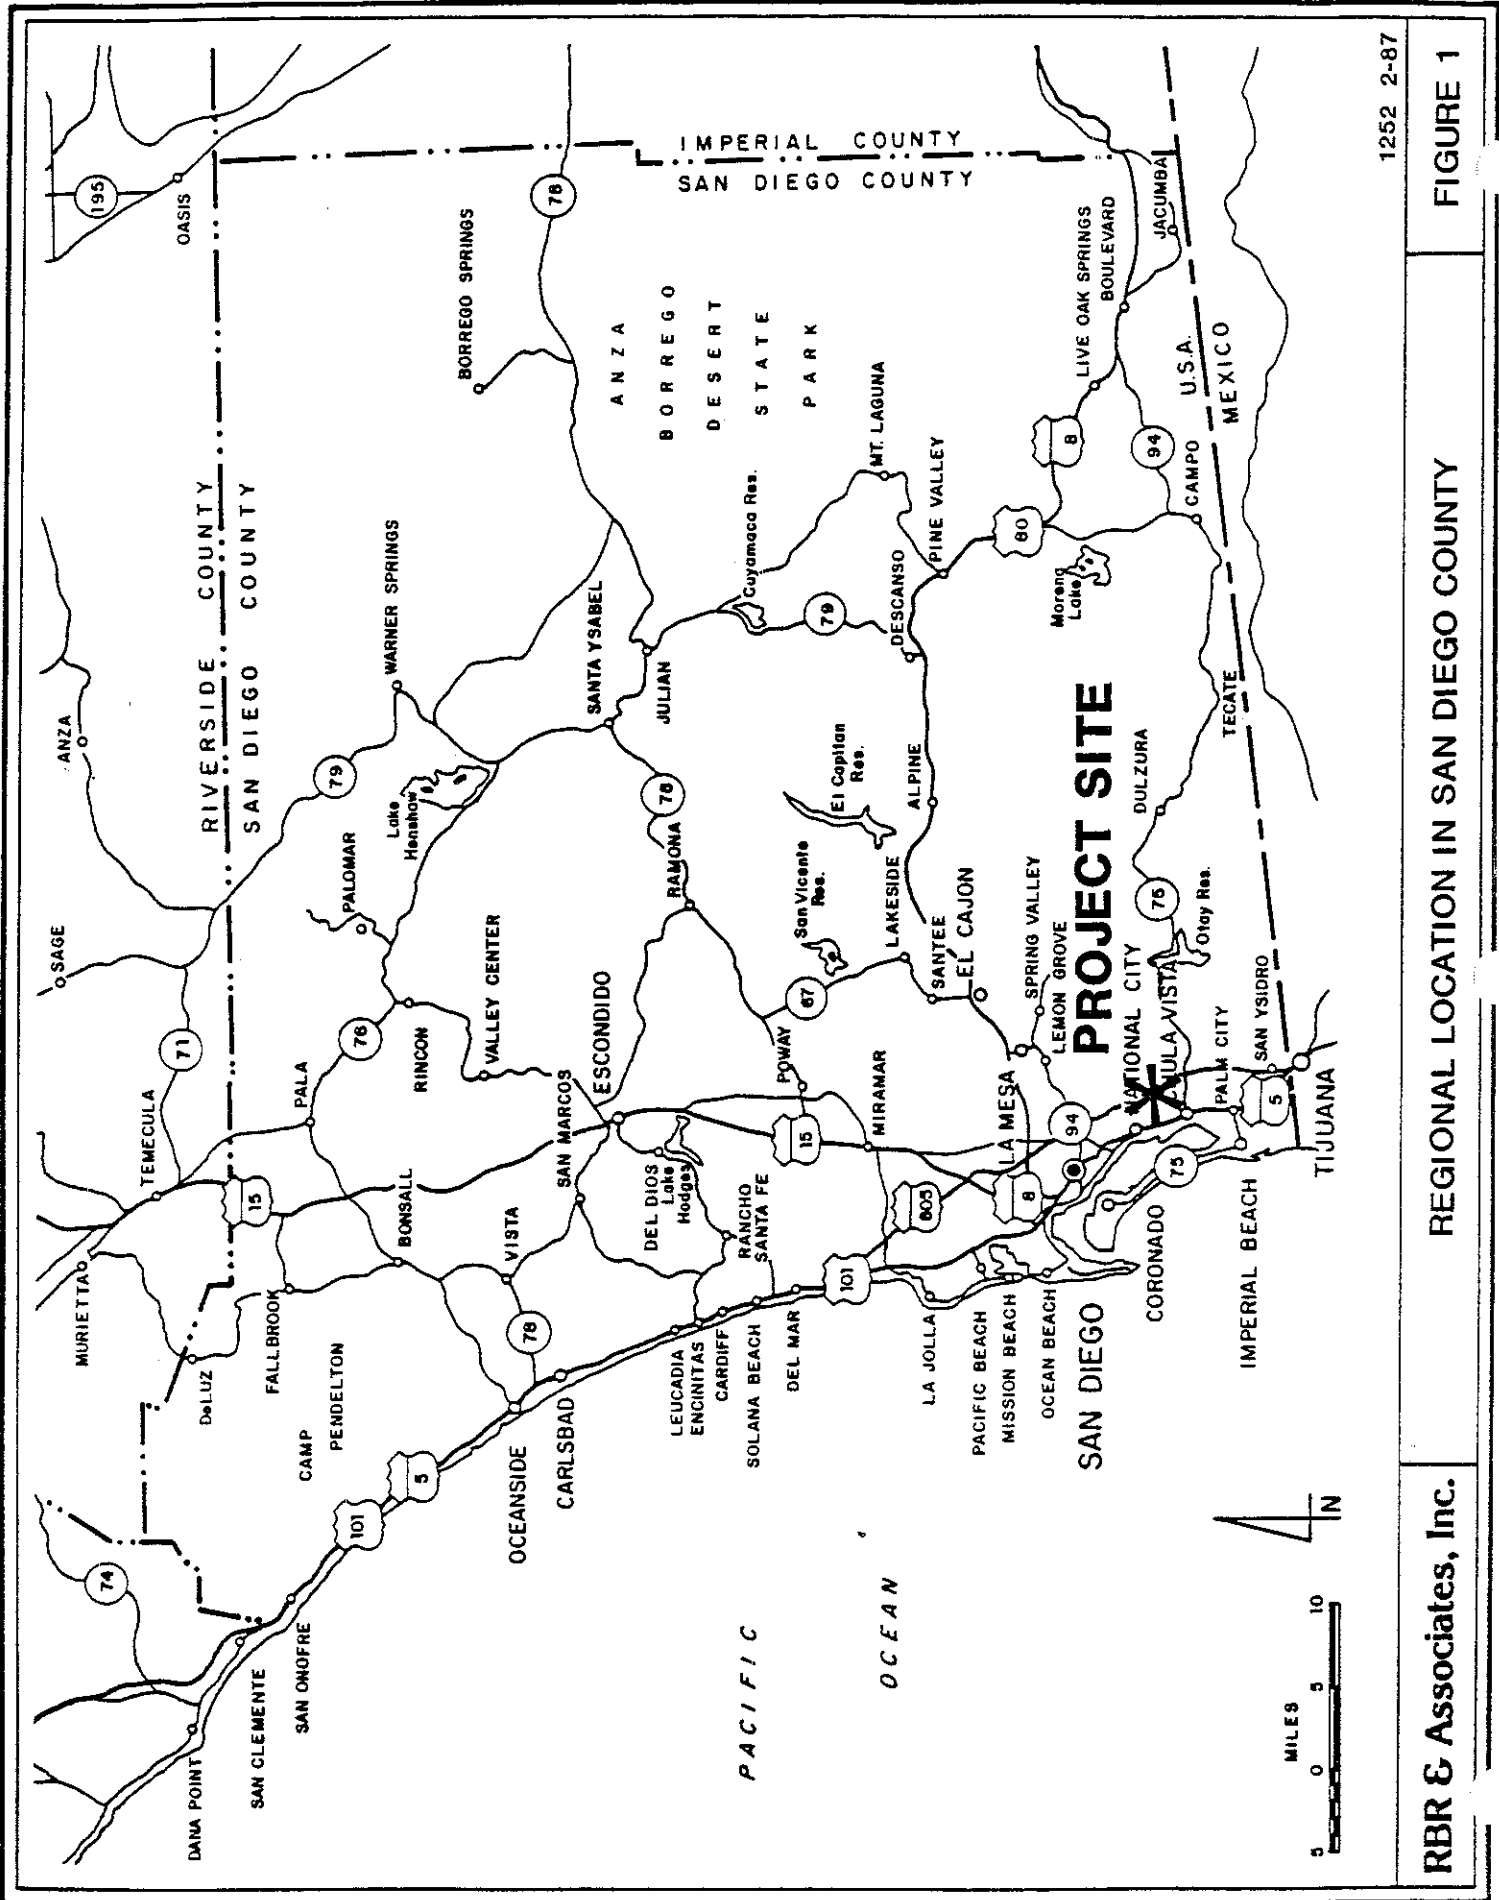 195
OASIS
RIVERSIDE COUNTY
SAN DIEGO COUNTY
IMPERIAL COUNTY
SAN DIEGO COUNTY
78
BORREGO SPRINGS
ANZA
BORREGO
DESERT
STATE
PARK
SAGE
ANZA
79
WARNER SPRINGS
Lake
Henshaw
PALOMAR
71
TEMECULA
MURIETTA
15
PALA
76
RINCON
VALLEY CENTER
SANTA YSABEL
JULIAN
78
RAMONA
Cuyamaca Res.
79
MT. LAGUNA
PINE VALLEY
DESCANSO
80
8
LIVE OAK SPRINGS
BOULEVARD
JACUMBA
94
CAMPO
U.S.A.
MEXICO
Morena
Lake
TECATE
DULZURA
El Capitan
Res.
ALPINE
San Vicente
Res.
LAKESIDE
SANTEE
EL CAJON
67
POWAY
ESCONDIDO
SAN MARCOS
DEL DIOS
Lake
Hodges
RANCHO
SANTA FE
15
MIRAMAR
SPRING VALLEY
LEMON GROVE
LA MESA
94
PROJECT SITE
NATIONAL CITY
CHULA VISTA
75
Otay Res.
PALM CITY
SAN YSIDRO
5
TIJUANA
DeLUZ
FALLBROOK
BONSALL
VISTA
78
CAMP
PENDELTON
74
DANA POINT
SAN CLEMENTE
SAN ONOFRE
101
5
OCEANSIDE
CARLSBAD
LEUCADIA
ENCINITAS
CARDIFF
SOLANA BEACH
DEL MAR
101
805
8
LA JOLLA
PACIFIC BEACH
MISSION BEACH
OCEAN BEACH
SAN DIEGO
CORONADO
75
IMPERIAL BEACH
PACIFIC
OCEAN
N
MILES
5 0 5 10
1252 2-87
RBR & Associates, Inc.
REGIONAL LOCATION IN SAN DIEGO COUNTY
FIGURE 1